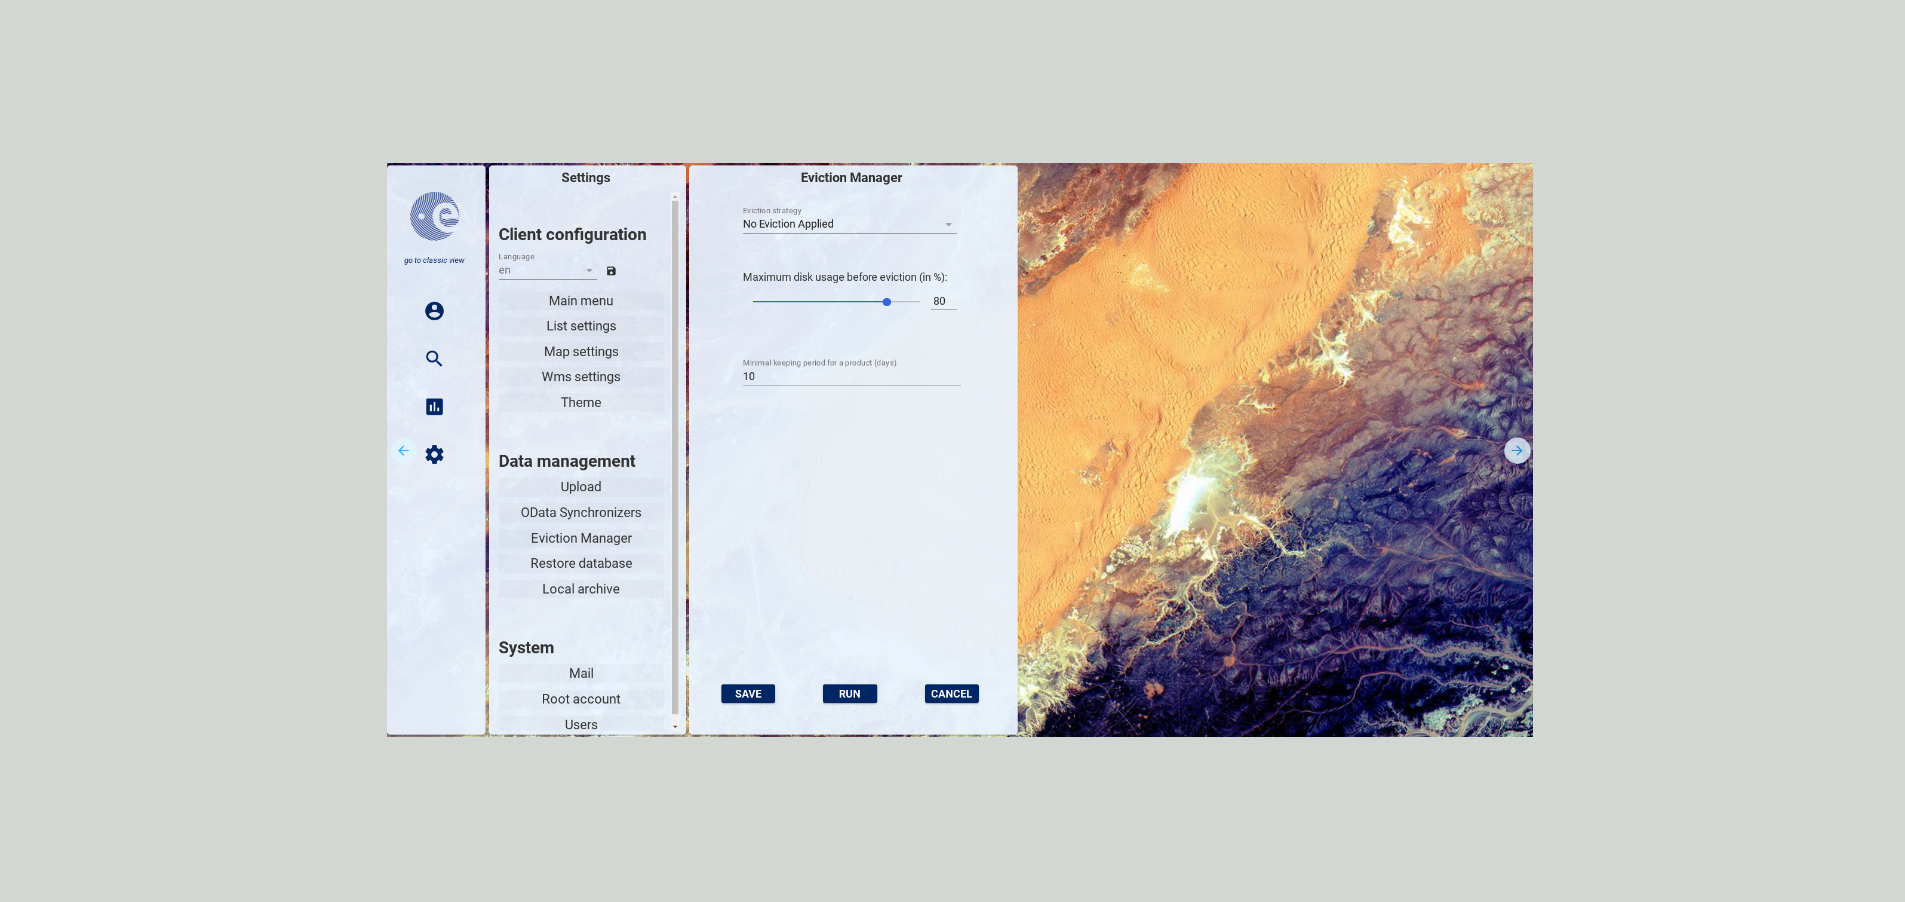 go to classic view
Settings
Client configuration
Language
en
Main menu
List settings
Map settings
Wms settings
Theme
Data management
Upload
OData Synchronizers
Eviction Manager
Restore database
Local archive
System
Mail
Root account
Users
Eviction Manager
Eviction strategy
No Eviction Applied
Maximum disk usage before eviction (in %):
80
Minimal keeping period for a product (days)
10
SAVE RUN CANCEL